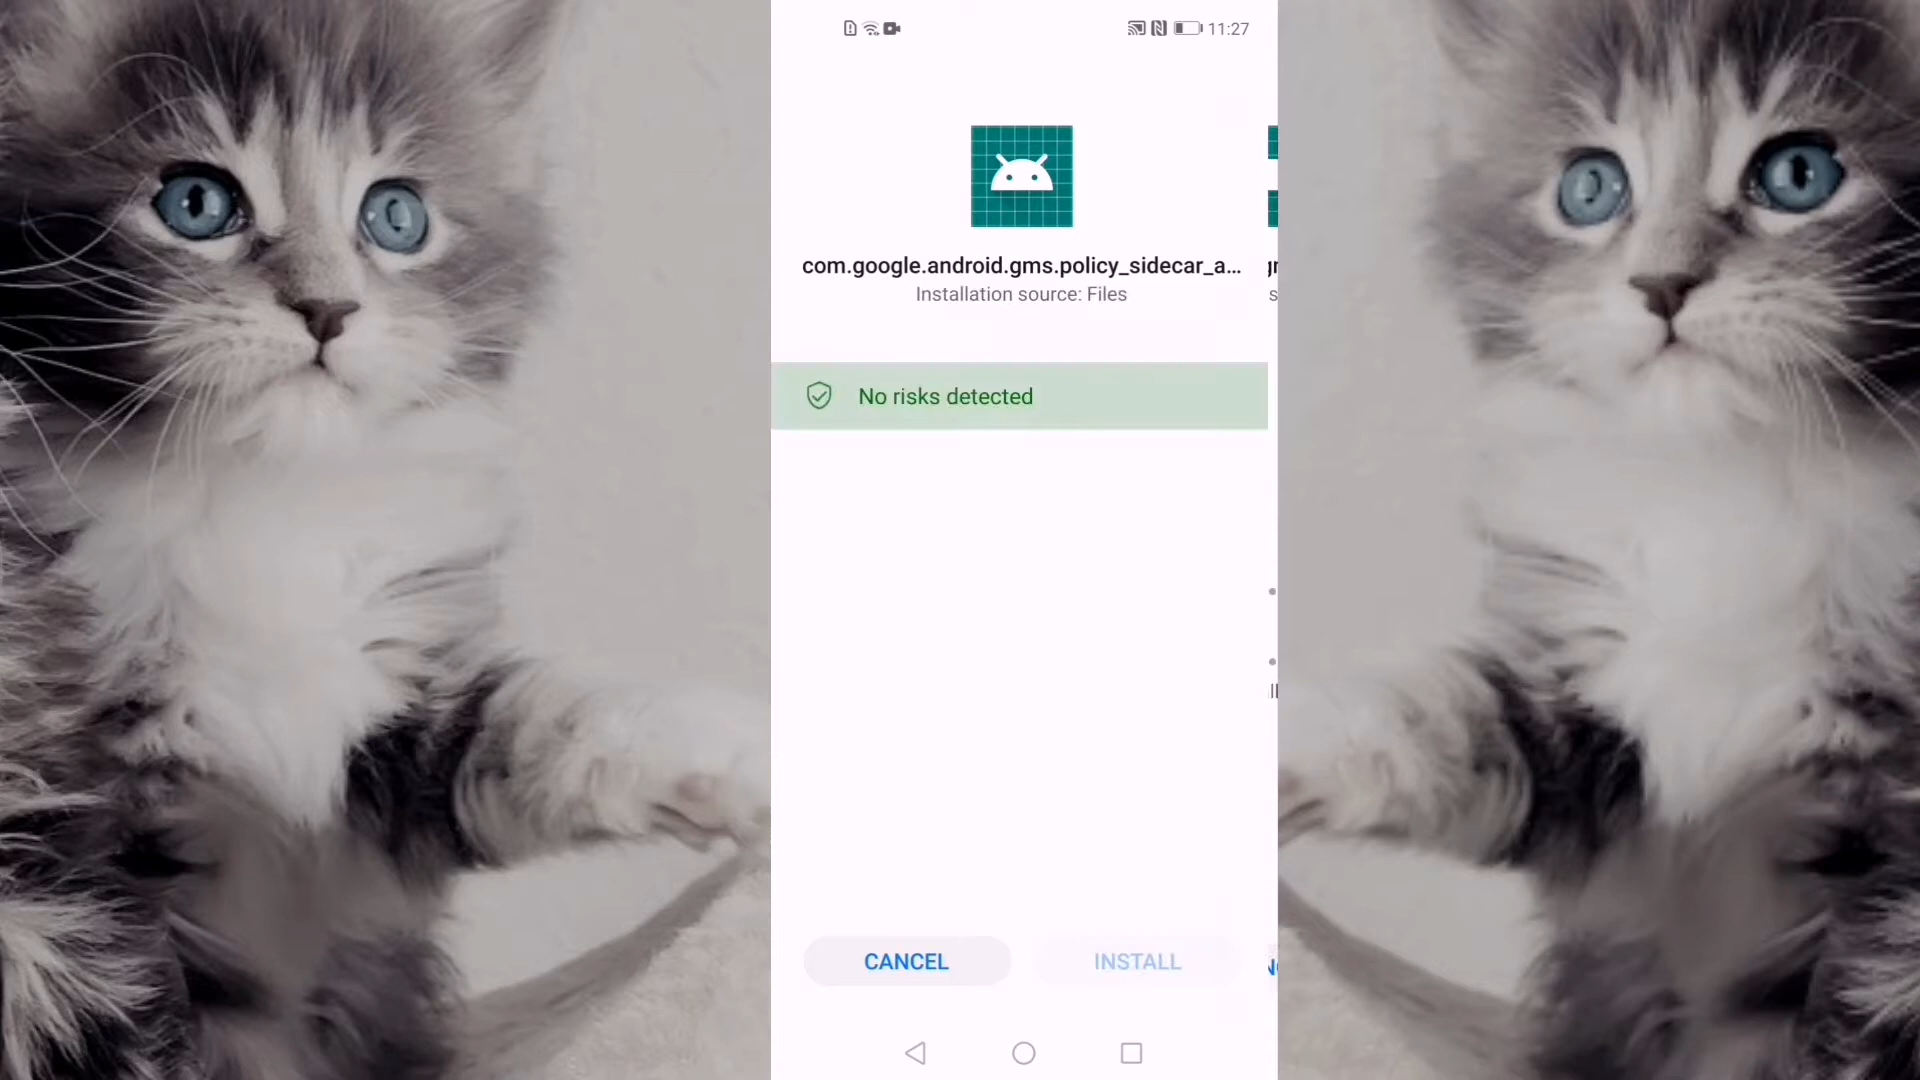 11:27
com.google.android.gms.policy_sidecar_a...
Installation source: Files
No risks detected
CANCEL
INSTALL